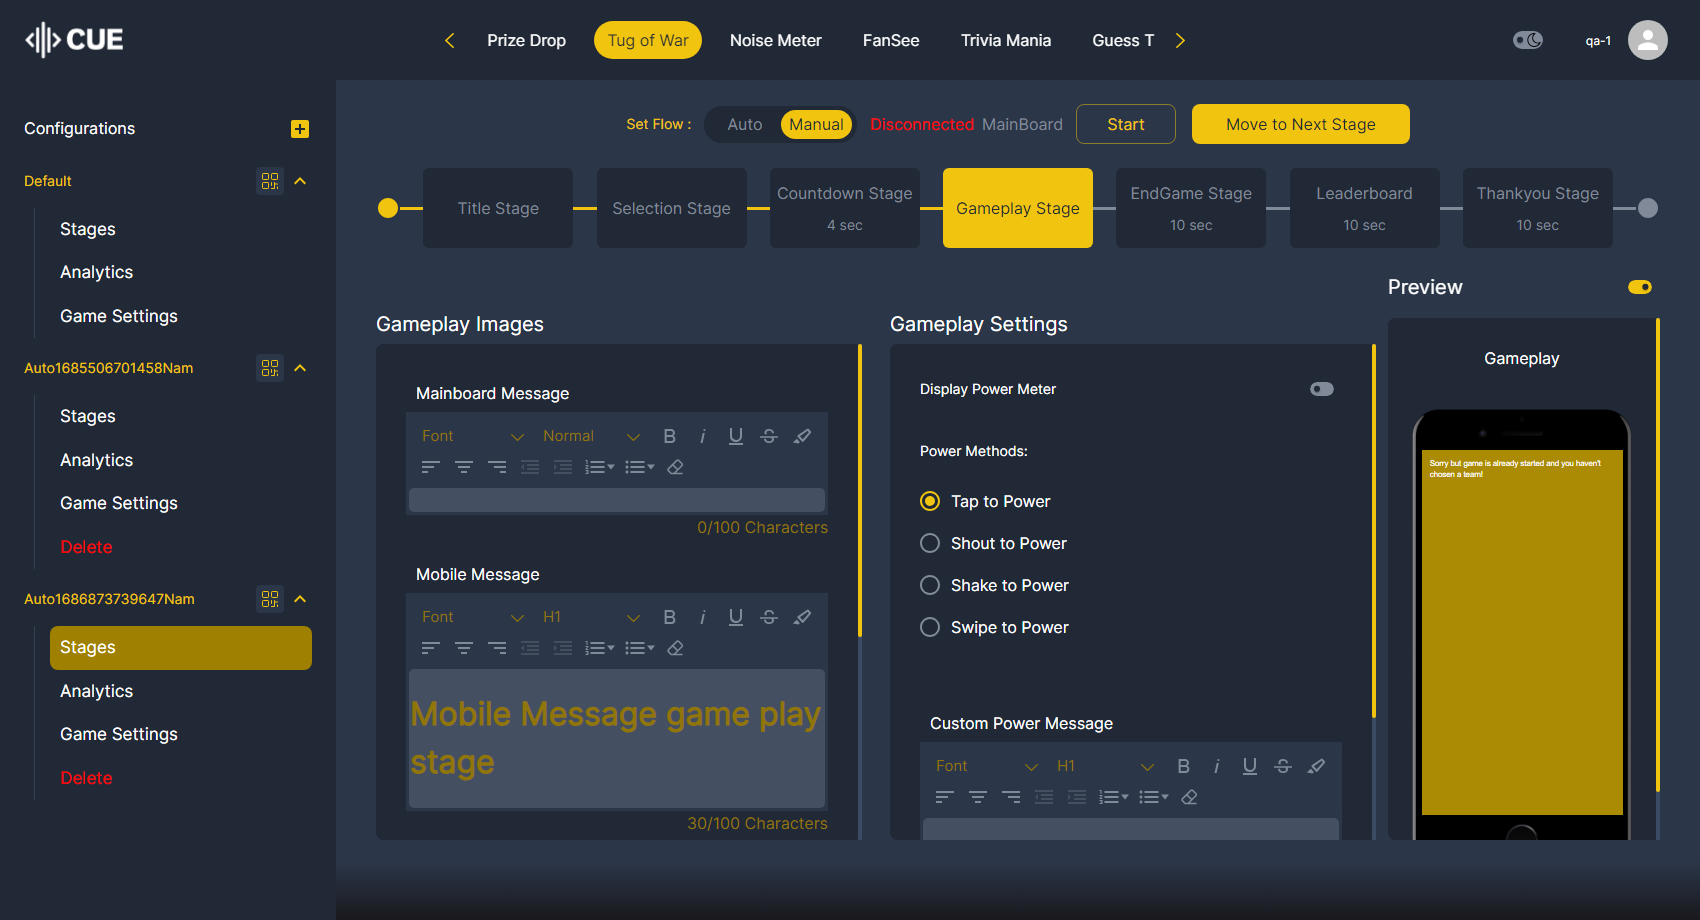 CUE
Prize Drop
Tug of War
Noise Meter
FanSee
Trivia Mania
Guess T
qa-1
Configurations
Default
Stages
Analytics
Game Settings
Auto1685506701458Nam
Stages
Analytics
Game Settings
Delete
Auto1686873739647Nam
Stages
Analytics
Game Settings
Delete
Set Flow :
Auto
Manual
Disconnected MainBoard
Start
Move to Next Stage
Title Stage
Selection Stage
Countdown Stage
4 sec
Gameplay Stage
EndGame Stage
10 sec
Leaderboard
10 sec
Thankyou Stage
10 sec
Gameplay Images
Mainboard Message
Font
Normal
B i U S
0/100 Characters
Mobile Message
Font
H1
B i U S
Mobile Message game play
stage
30/100 Characters
Gameplay Settings
Display Power Meter
Power Methods:
Tap to Power
Shout to Power
Shake to Power
Swipe to Power
Custom Power Message
Font
H1
B i U S
Preview
Gameplay
Sorry but game is already started and you haven't
chosen a team!